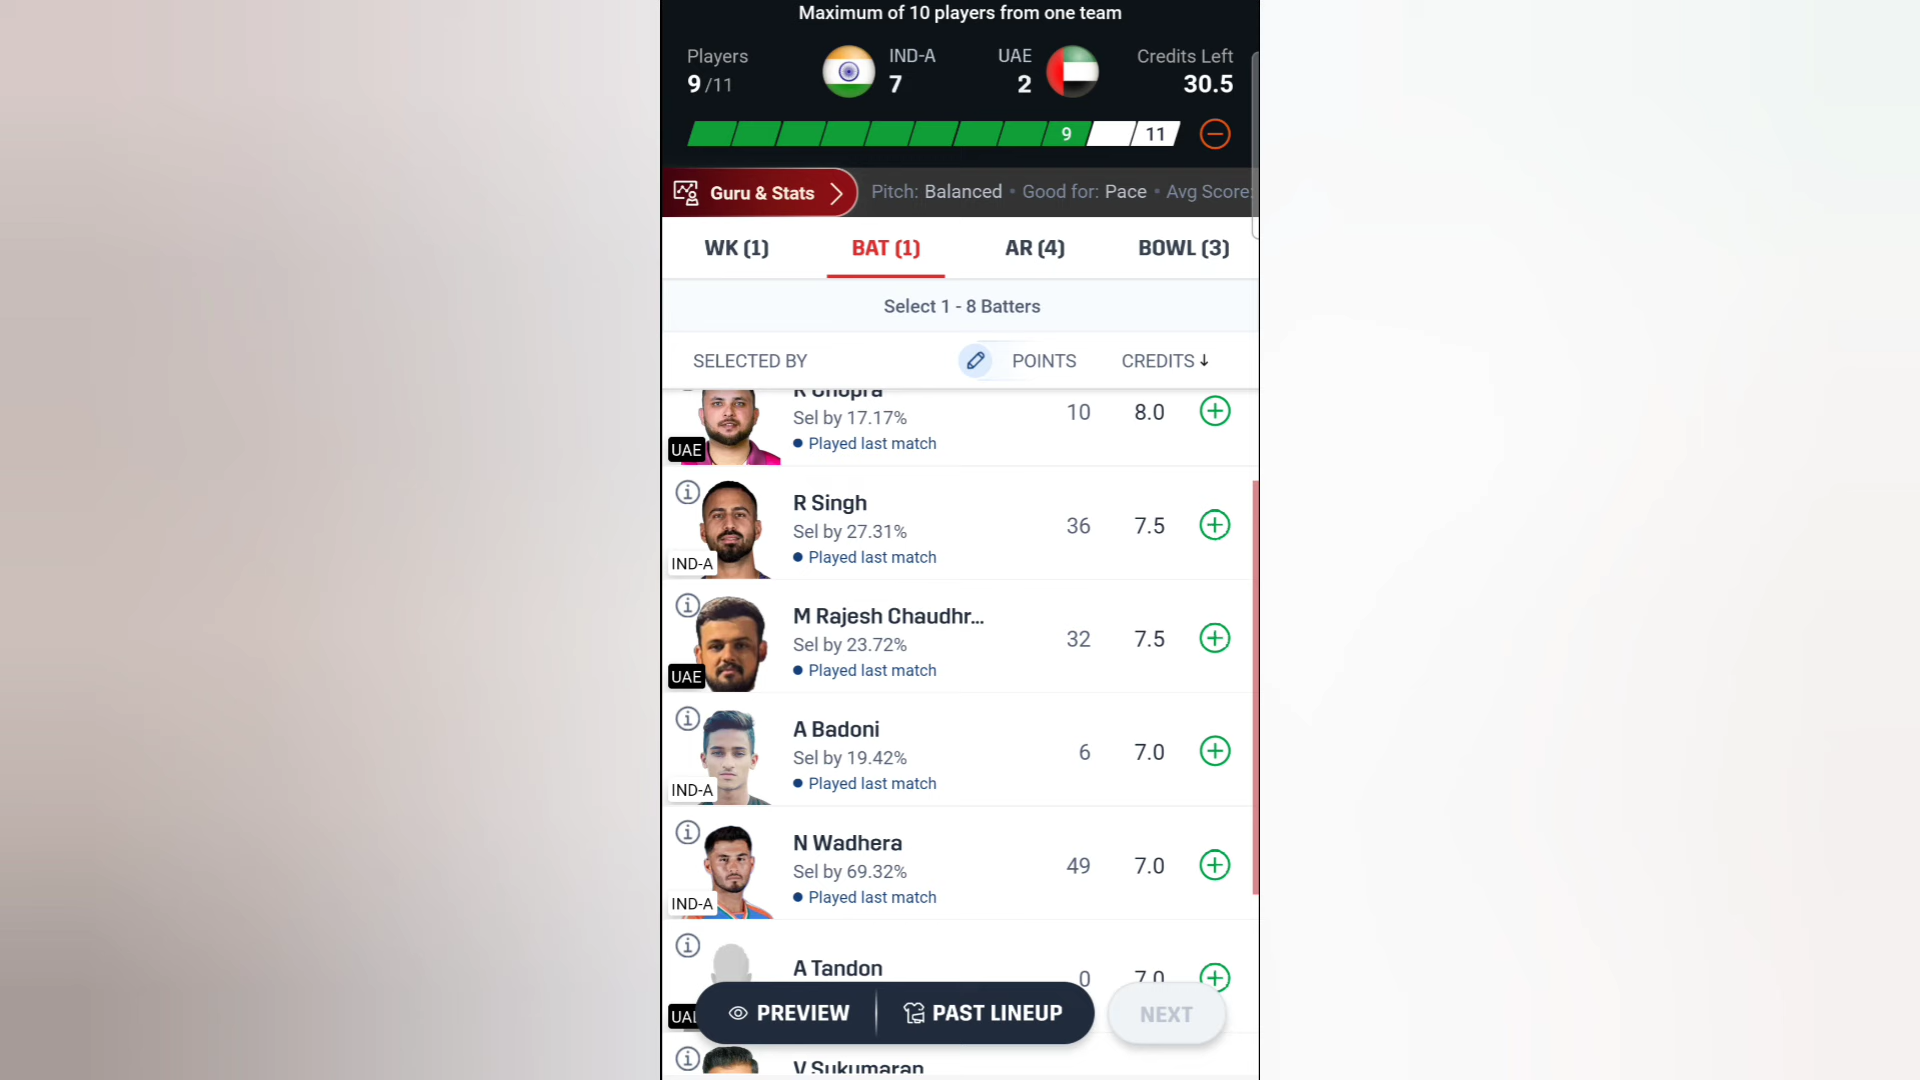 Maximum of 10 players from one team
Players
IND-A
UAE
Credits Left
9 /11
7
2
30.5
9
11
Guru & Stats
Pitch: Balanced • Good for: Pace • Avg Score:
WK (1)
BAT (1)
AR (4)
BOWL (3)
Select 1 - 8 Batters
SELECTED BY
POINTS
CREDITS ↓
R Chopra
Sel by 17.17%
10
8.0
Played last match
UAE
R Singh
Sel by 27.31%
36
7.5
Played last match
IND-A
M Rajesh Chaudhr...
Sel by 23.72%
32
7.5
Played last match
UAE
A Badoni
Sel by 19.42%
6
7.0
Played last match
IND-A
N Wadhera
Sel by 69.32%
49
7.0
Played last match
IND-A
A Tandon
0
7.0
PREVIEW
PAST LINEUP
NEXT
V Sukumaran